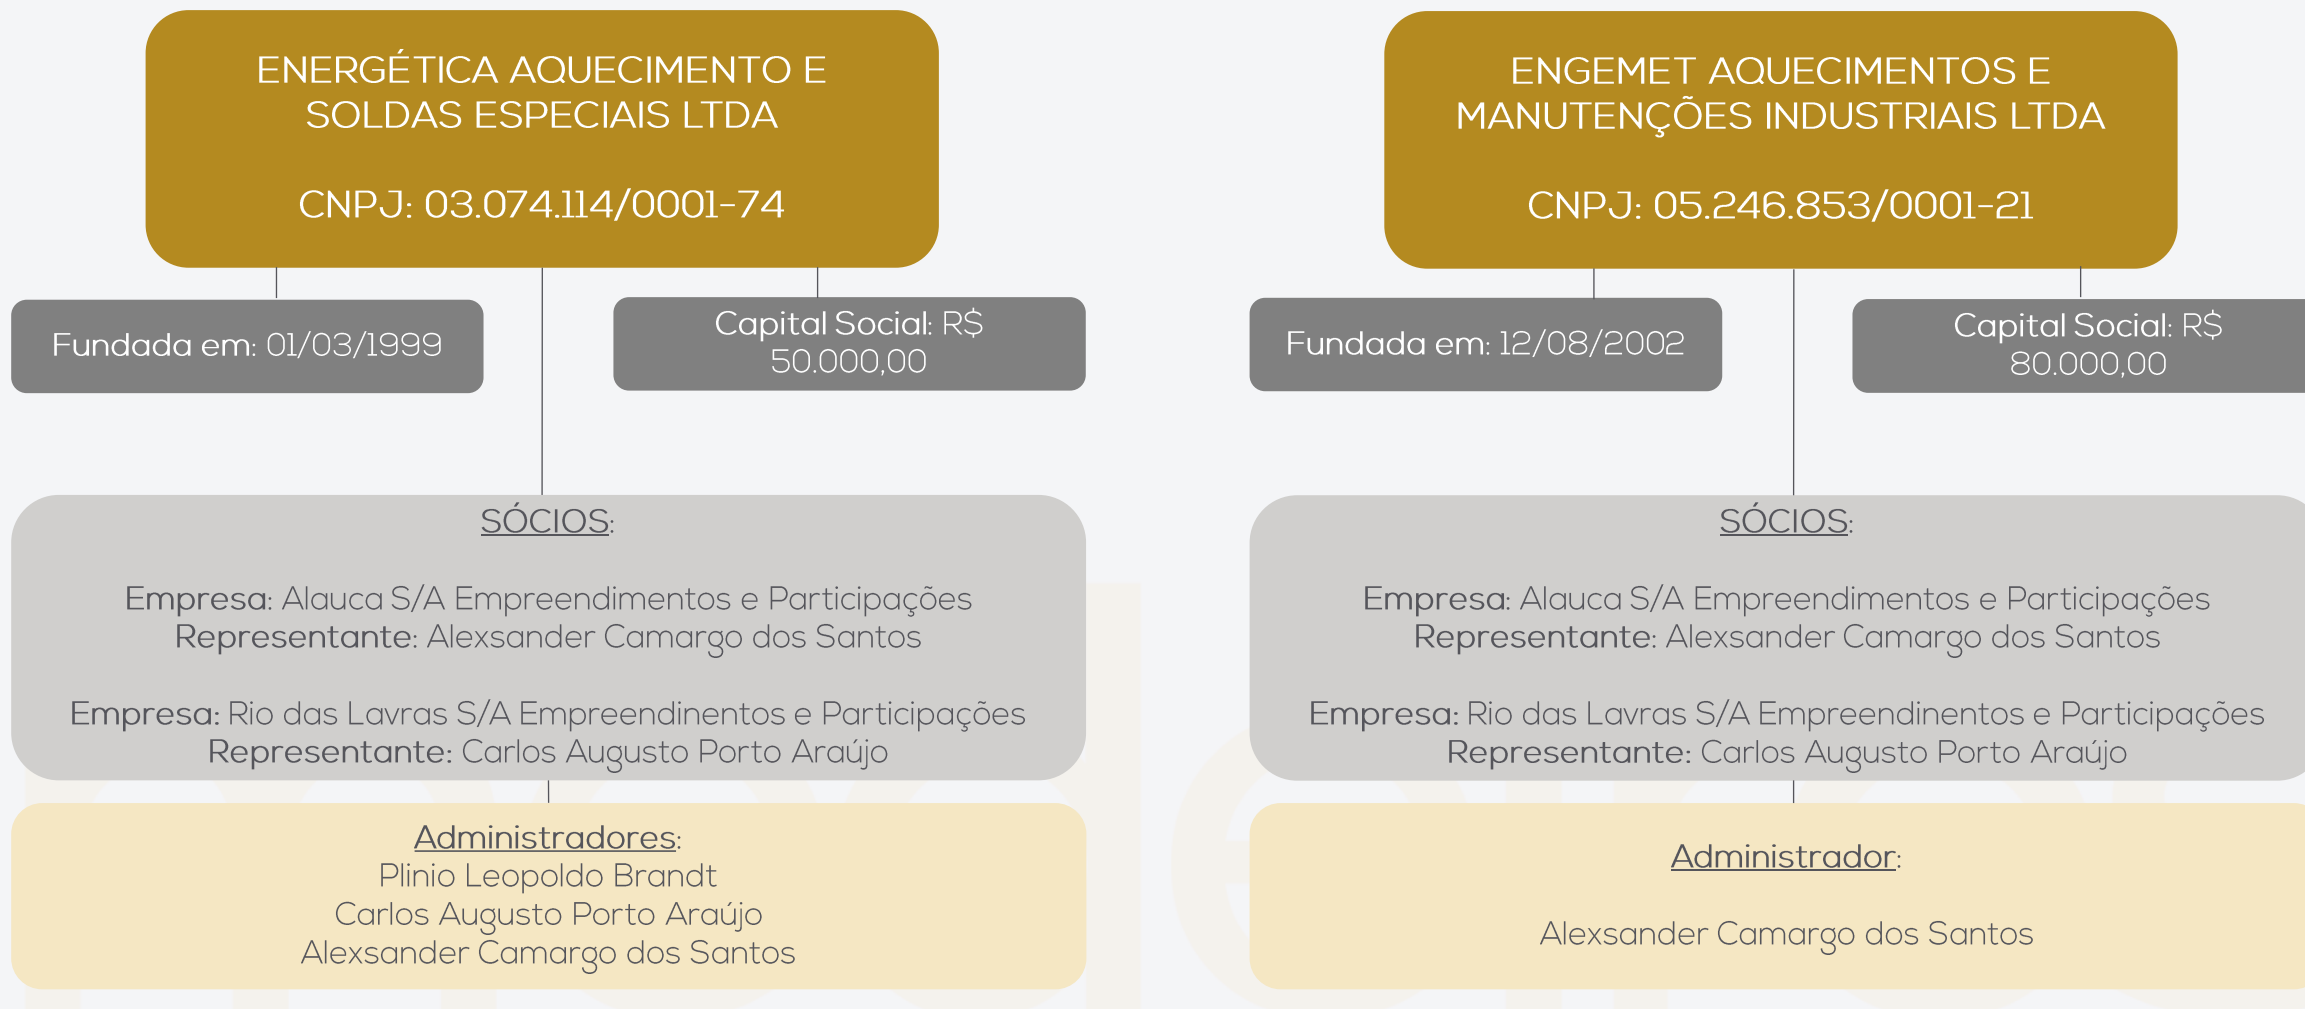 ENERGÉTICA AQUECIMENTO E
SOLDAS ESPECIAIS LTDA
CNPJ: 03.074.114/0001-74
Fundada em: 01/03/1999
Capital Social: R$
50.000,00
SÓCIOS:
Empresa: Alauca S/A Empreendimentos e Participações
Representante: Alexsander Camargo dos Santos
Empresa: Rio das Lavras S/A Empreendinentos e Participações
Representante: Carlos Augusto Porto Araújo
Administradores:
Plinio Leopoldo Brandt
Carlos Augusto Porto Araújo
Alexsander Camargo dos Santos
ENGEMET AQUECIMENTOS E
MANUTENÇÕES INDUSTRIAIS LTDA
CNPJ: 05.246.853/0001-21
Fundada em: 12/08/2002
Capital Social: R$
80.000,00
SÓCIOS:
Empresa: Alauca S/A Empreendimentos e Participações
Representante: Alexsander Camargo dos Santos
Empresa: Rio das Lavras S/A Empreendinentos e Participações
Representante: Carlos Augusto Porto Araújo
Administrador:
Alexsander Camargo dos Santos